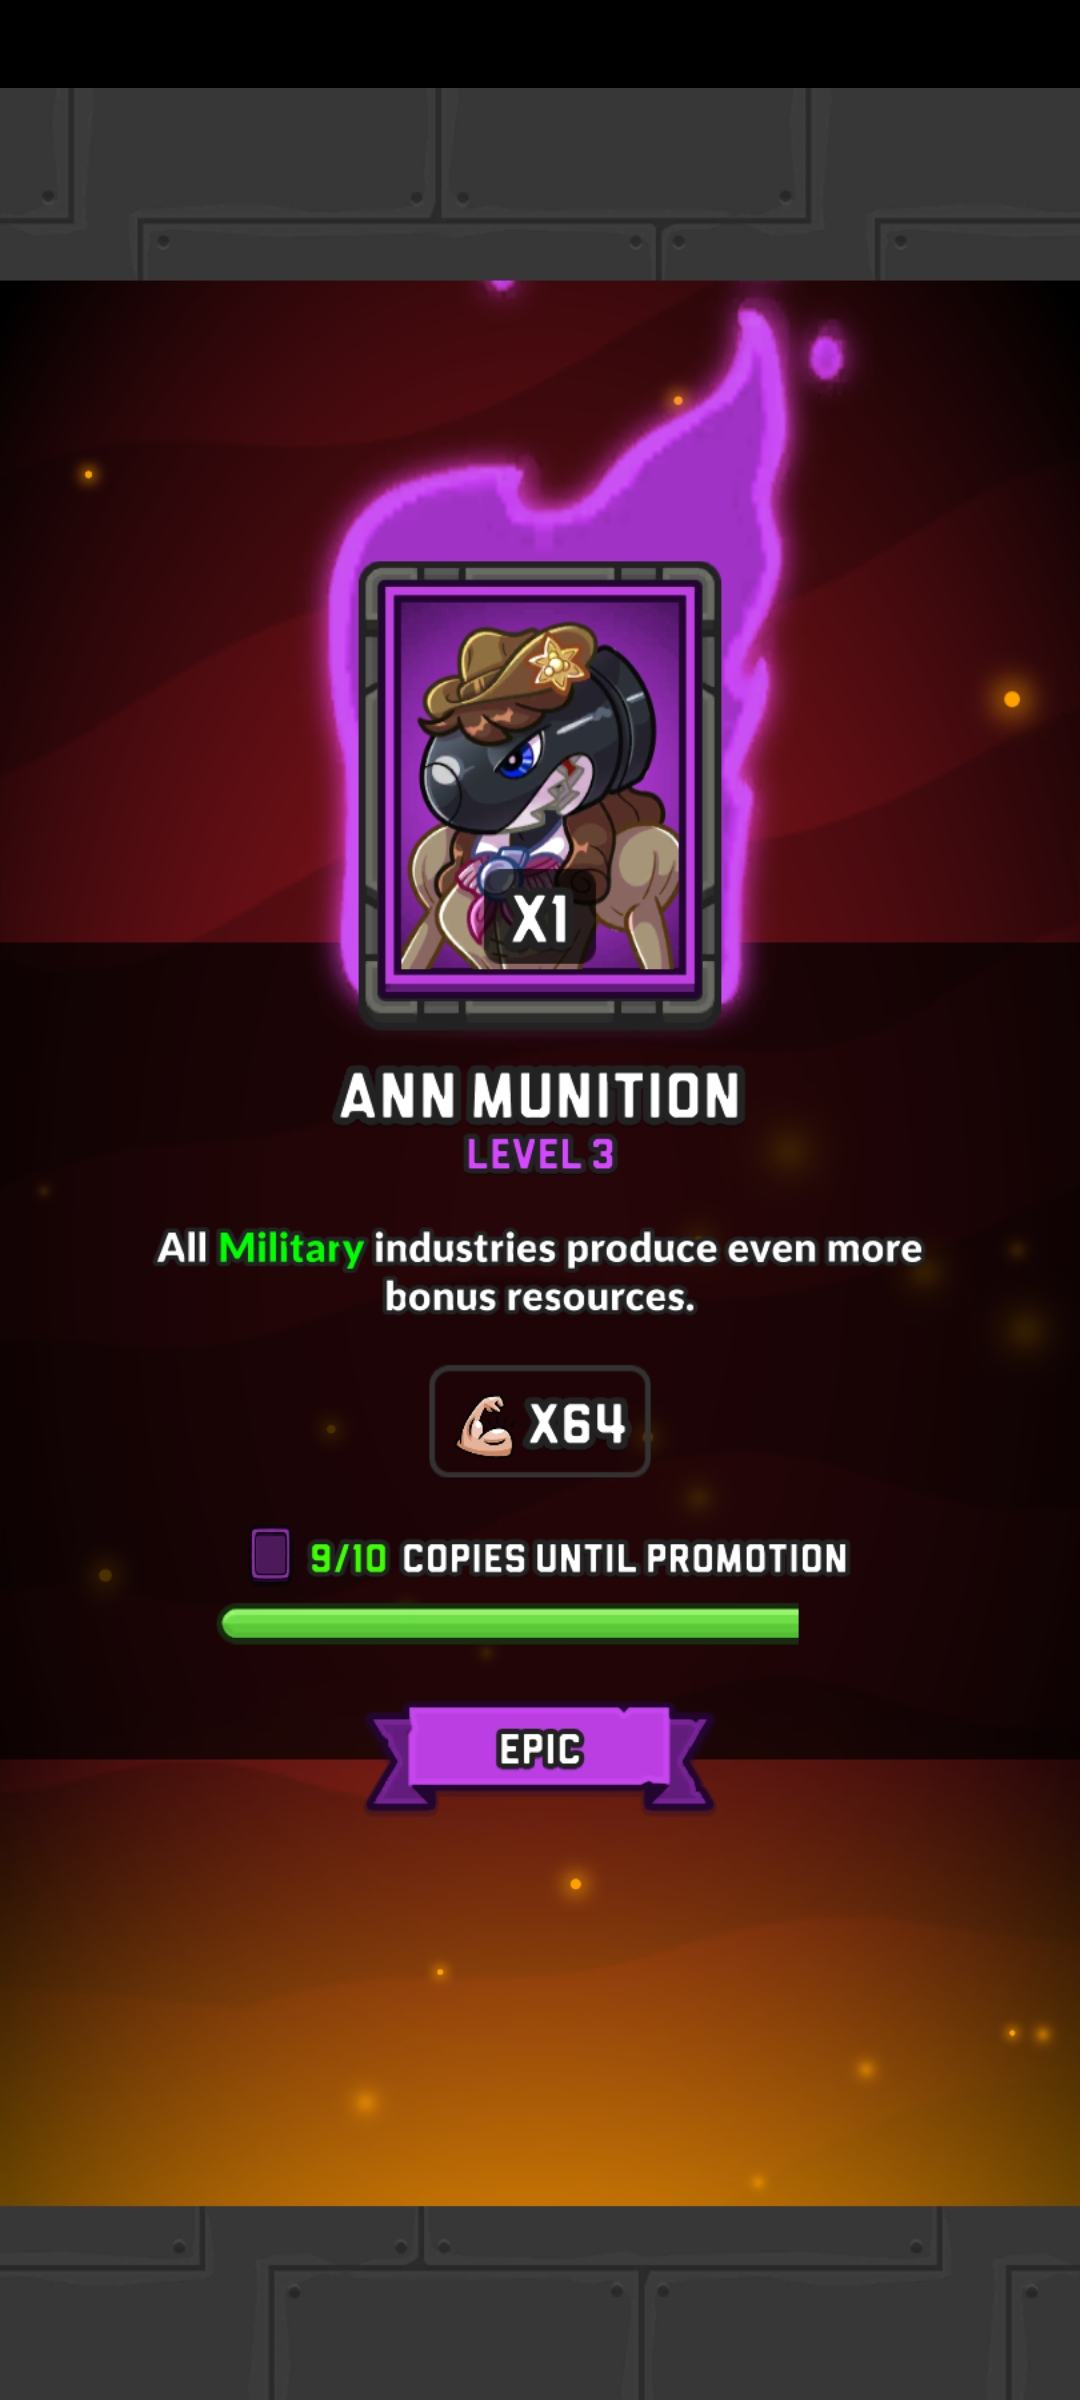 X1
ANN MUNITION
LEVEL 3
All Military industries produce even more
bonus resources.
X64
9/10 COPIES UNTIL PROMOTION
EPIC